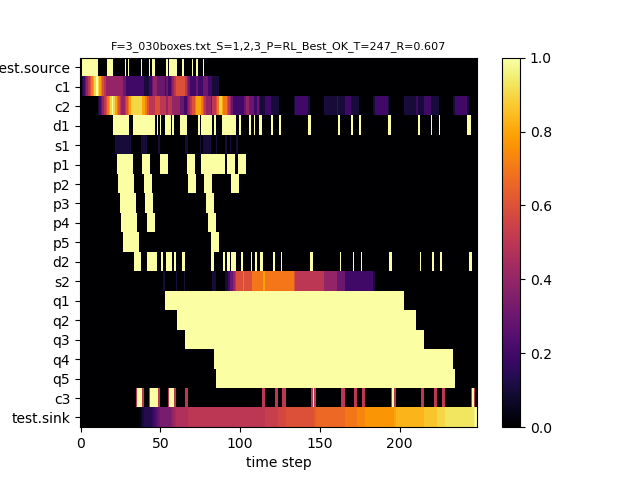 F=3_030boxes.txt_S=1,2,3_P=RL_Best_OK_T=247_R=0.607
est.source
c1
c2
d1
s1
p1
p2
p3
p4
p5
d2
s2
q1
q2
q3
q4
q5
c3
test.sink
0 50 100 150 200
time step
1.0
0.8
0.6
0.4
0.2
0.0